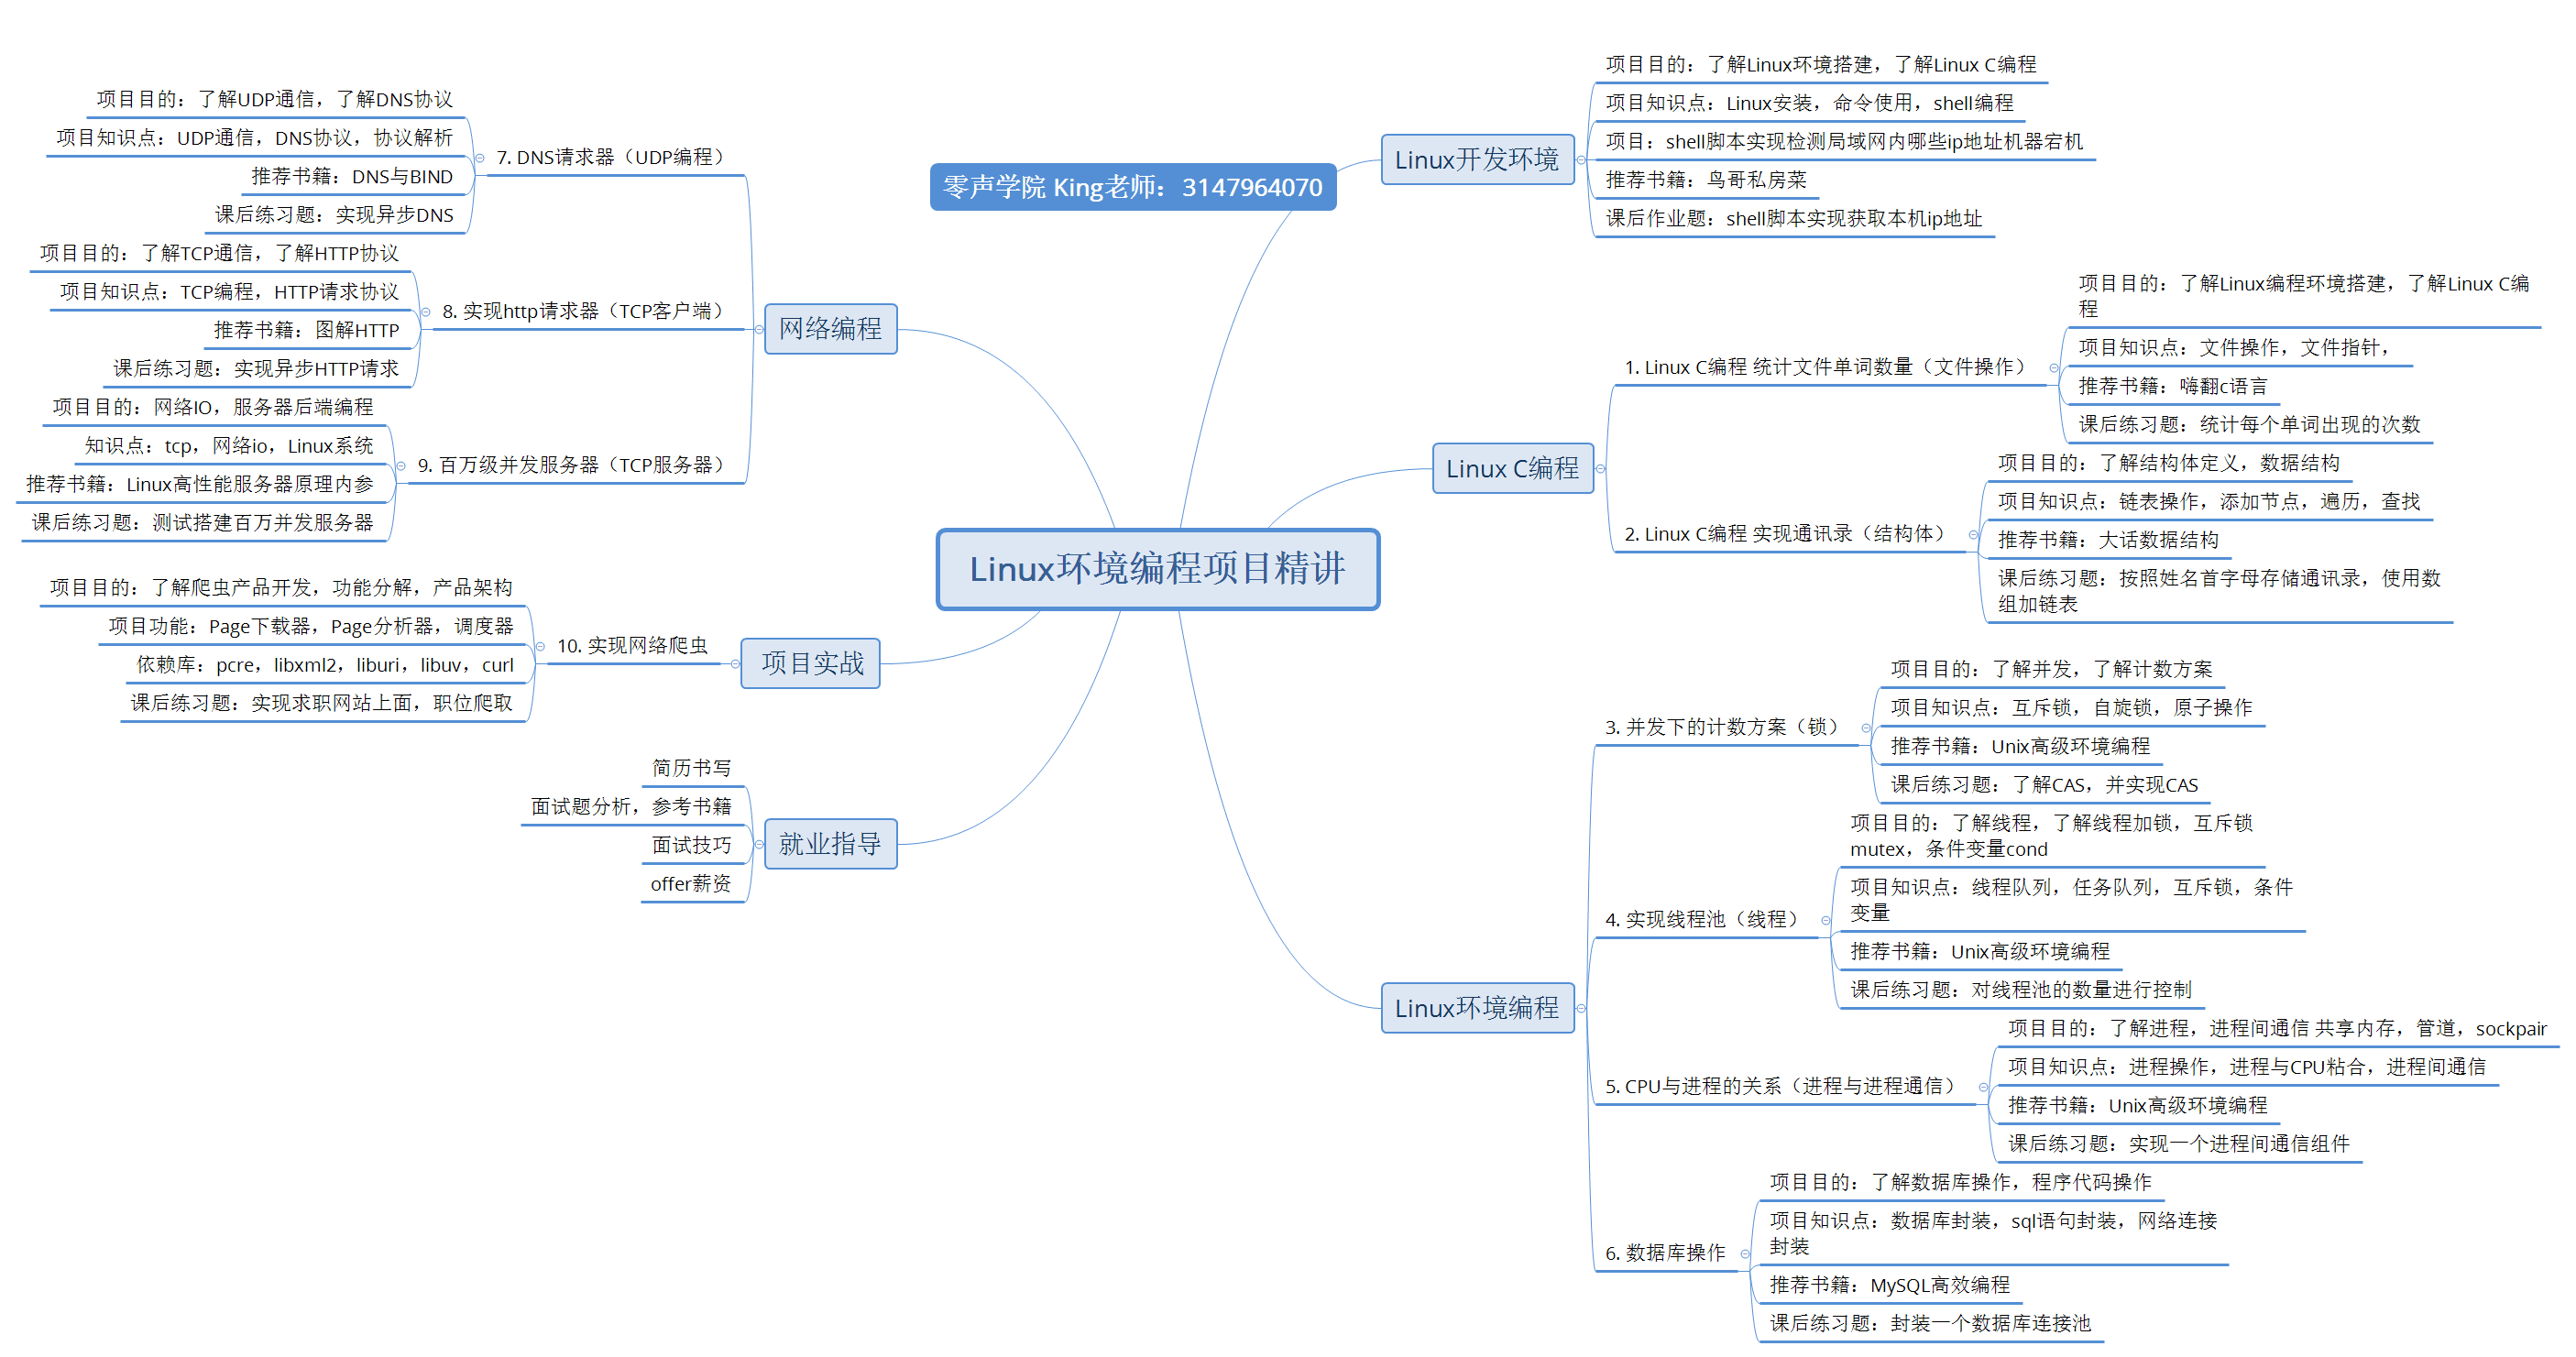 零声学院 King老师：3147964070
Linux环境编程项目精讲
Linux开发环境
项目目的：了解Linux环境搭建，了解Linux C编程
项目知识点：Linux安装，命令使用，shell编程
项目：shell脚本实现检测局域网内哪些ip地址机器宕机
推荐书籍：鸟哥私房菜
课后作业题：shell脚本实现获取本机ip地址
Linux C编程
1. Linux C编程 统计文件单词数量（文件操作）
项目目的：了解Linux编程环境搭建，了解Linux C编
程
项目知识点：文件操作，文件指针，
推荐书籍：嗨翻c语言
课后练习题：统计每个单词出现的次数
2. Linux C编程 实现通讯录（结构体）
项目目的：了解结构体定义，数据结构
项目知识点：链表操作，添加节点，遍历，查找
推荐书籍：大话数据结构
课后练习题：按照姓名首字母存储通讯录，使用数
组加链表
Linux环境编程
3. 并发下的计数方案（锁）
项目目的：了解并发，了解计数方案
项目知识点：互斥锁，自旋锁，原子操作
推荐书籍：Unix高级环境编程
课后练习题：了解CAS，并实现CAS
4. 实现线程池（线程）
项目目的：了解线程，了解线程加锁，互斥锁
mutex，条件变量cond
项目知识点：线程队列，任务队列，互斥锁，条件
变量
推荐书籍：Unix高级环境编程
课后练习题：对线程池的数量进行控制
5. CPU与进程的关系（进程与进程通信）
项目目的：了解进程，进程间通信 共享内存，管道，sockpair
项目知识点：进程操作，进程与CPU粘合，进程间通信
推荐书籍：Unix高级环境编程
课后练习题：实现一个进程间通信组件
6. 数据库操作
项目目的：了解数据库操作，程序代码操作
项目知识点：数据库封装，sql语句封装，网络连接
封装
推荐书籍：MySQL高效编程
课后练习题：封装一个数据库连接池
网络编程
7. DNS请求器（UDP编程）
项目目的：了解UDP通信，了解DNS协议
项目知识点：UDP通信，DNS协议，协议解析
推荐书籍：DNS与BIND
课后练习题：实现异步DNS
8. 实现http请求器（TCP客户端）
项目目的：了解TCP通信，了解HTTP协议
项目知识点：TCP编程，HTTP请求协议
推荐书籍：图解HTTP
课后练习题：实现异步HTTP请求
9. 百万级并发服务器（TCP服务器）
项目目的：网络IO，服务器后端编程
知识点：tcp，网络io，Linux系统
推荐书籍：Linux高性能服务器原理内参
课后练习题：测试搭建百万并发服务器
项目实战
10. 实现网络爬虫
项目目的：了解爬虫产品开发，功能分解，产品架构
项目功能：Page下载器，Page分析器，调度器
依赖库：pcre，libxml2，liburi，libuv，curl
课后练习题：实现求职网站上面，职位爬取
就业指导
简历书写
面试题分析，参考书籍
面试技巧
offer薪资